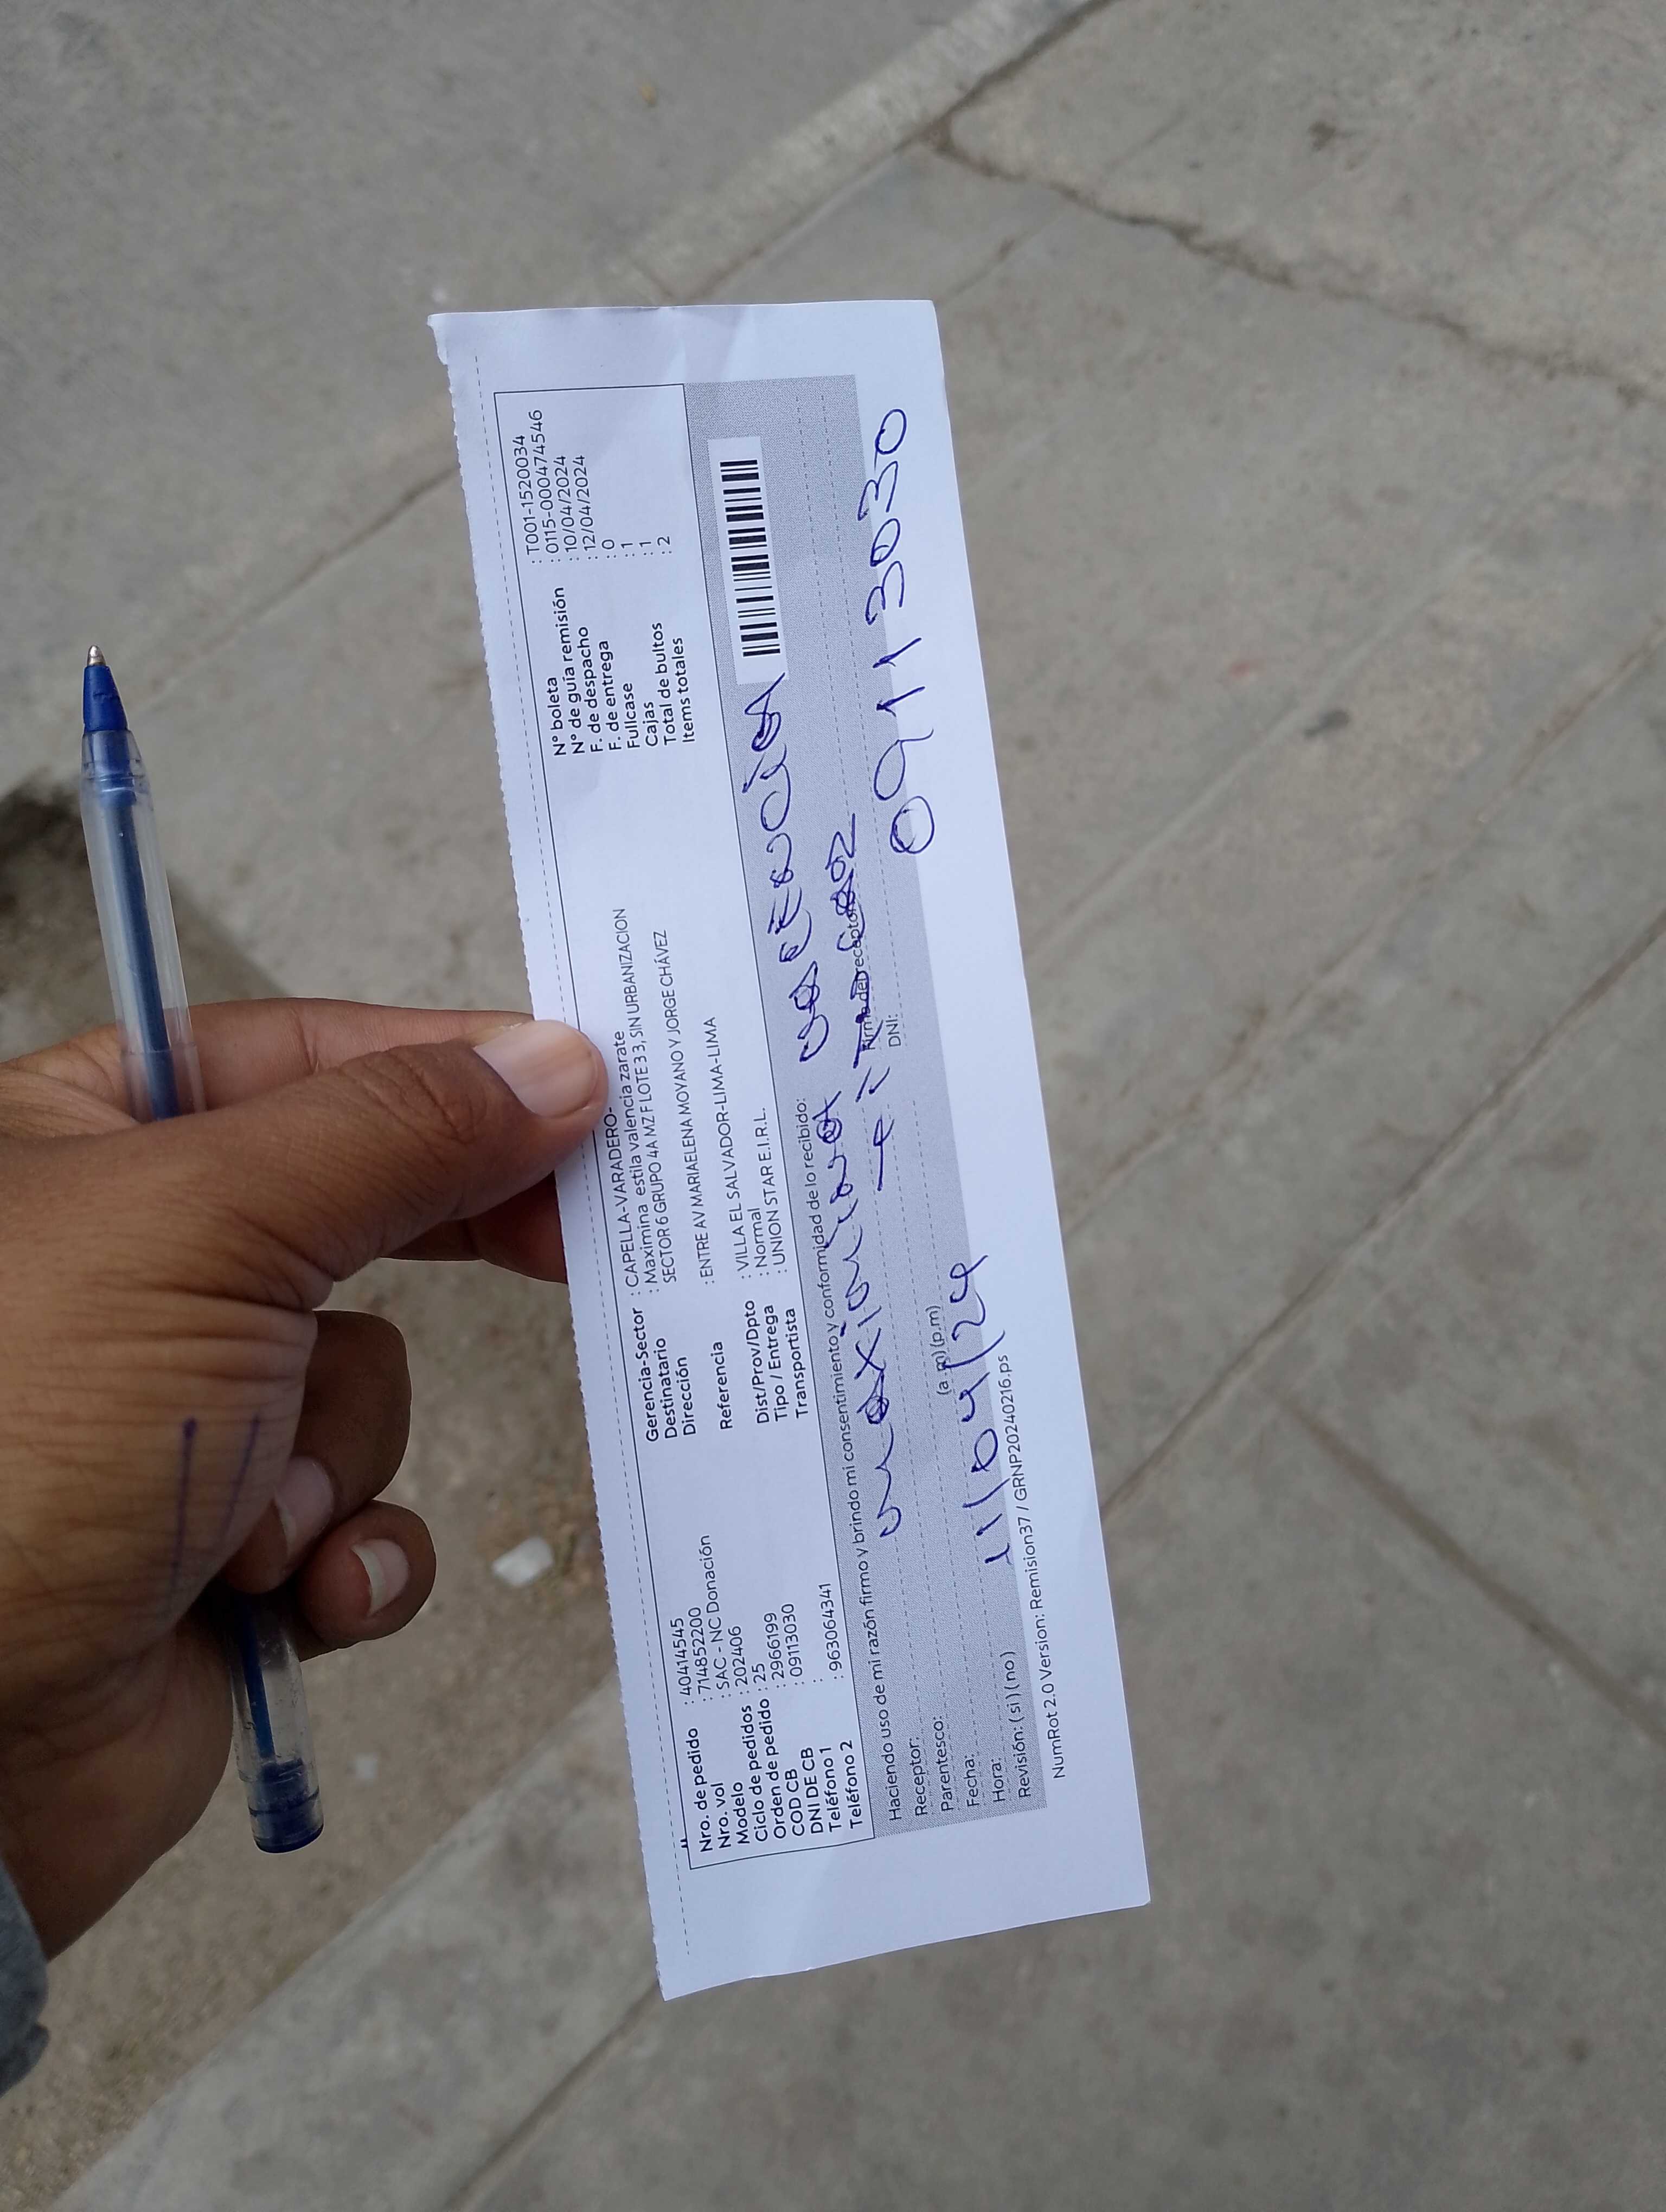 Nro. de pedido : 40414545
Nro. vol : 714852200
Modelo : SAC - NC Donación
Ciclo de pedidos : 202406
Orden de pedido : 25
COD CB : 2966199
DNI DE CB : 09113030
Teléfono 1 :
Teléfono 2 : 963064341
Gerencia-Sector : CAPELLA-VARADERO-
Destinatario : Maximina estila valencia zarate
Dirección SECTOR 6 GRUPO 4A MZ F LOTE 33, SIN URBANIZACION
Referencia : ENTRE AV MARIAELENA MOYANO Y JORGE CHÁVEZ
Dist/Prov/Dpto : VILLA EL SALVADOR-LIMA-LIMA
Tipo / Entrega : Normal
Transportista : UNION STAR E.I.R.L.
Nº boleta : T001-1520034
Nº de guía remisión : 0115-0000474546
F. de despacho : 10/04/2024
F. de entrega : 12/04/2024
Fullcase : 0
Cajas : 1
Total de bultos : 1
Items totales : 2
Haciendo uso de mi razón firmo y brindo mi consentimiento y conformidad de lo recibido:
Receptor:
Parentesco:
Fecha: 11/04/24
Hora: (a.m) (p.m)
Revisión: ( si ) ( no )
Firma del receptor
DNI: 09113030
NumRot 2.0 Version: Remision37 / GRNP20240216.ps